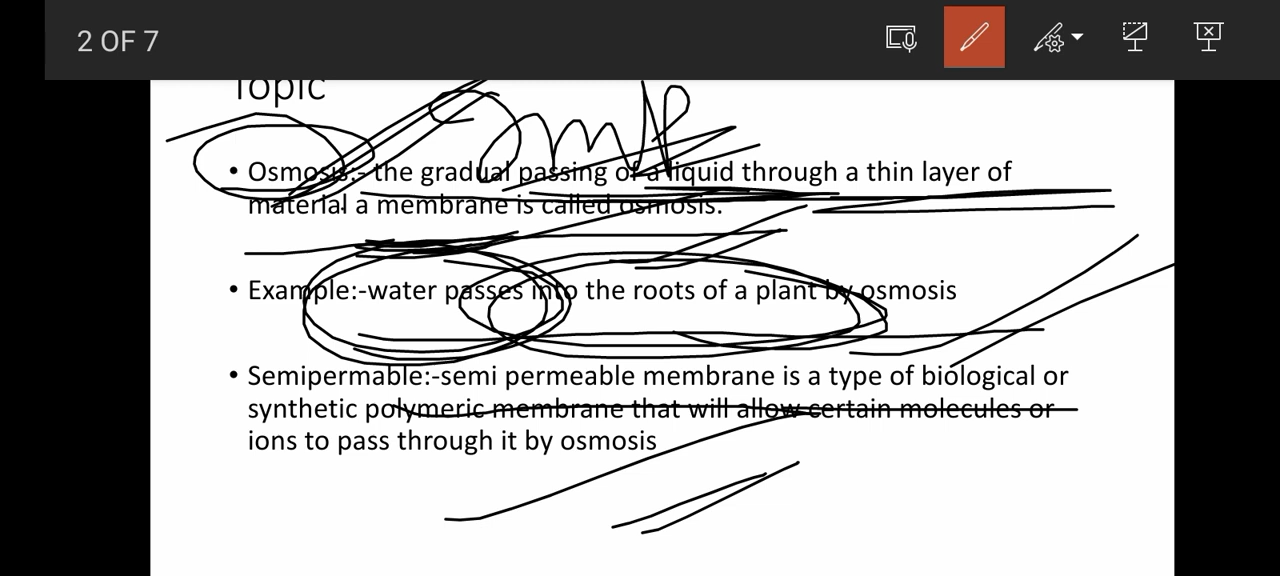 2 OF 7
Topic
• Osmosis:- the gradual passing of a liquid through a thin layer of
material a membrane is called osmosis.
• Example:-water passes into the roots of a plant by osmosis
• Semipermable:-semi permeable membrane is a type of biological or
synthetic polymeric membrane that will allow certain molecules or
ions to pass through it by osmosis